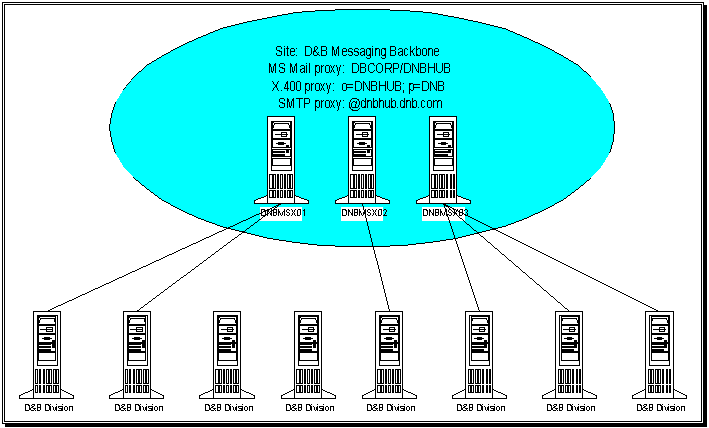 Site: D&B Messaging Backbone
MS Mail proxy: DBCORP/DNBHUB
X.400 proxy: o=DNBHUB; p=DNB
SMTP proxy: @dnbhub.dnb.com
DNBMSX01 DNBMSX02 DNBMSX03
D&B Division D&B Division D&B Division D&B Division D&B Division D&B Division D&B Division D&B Division